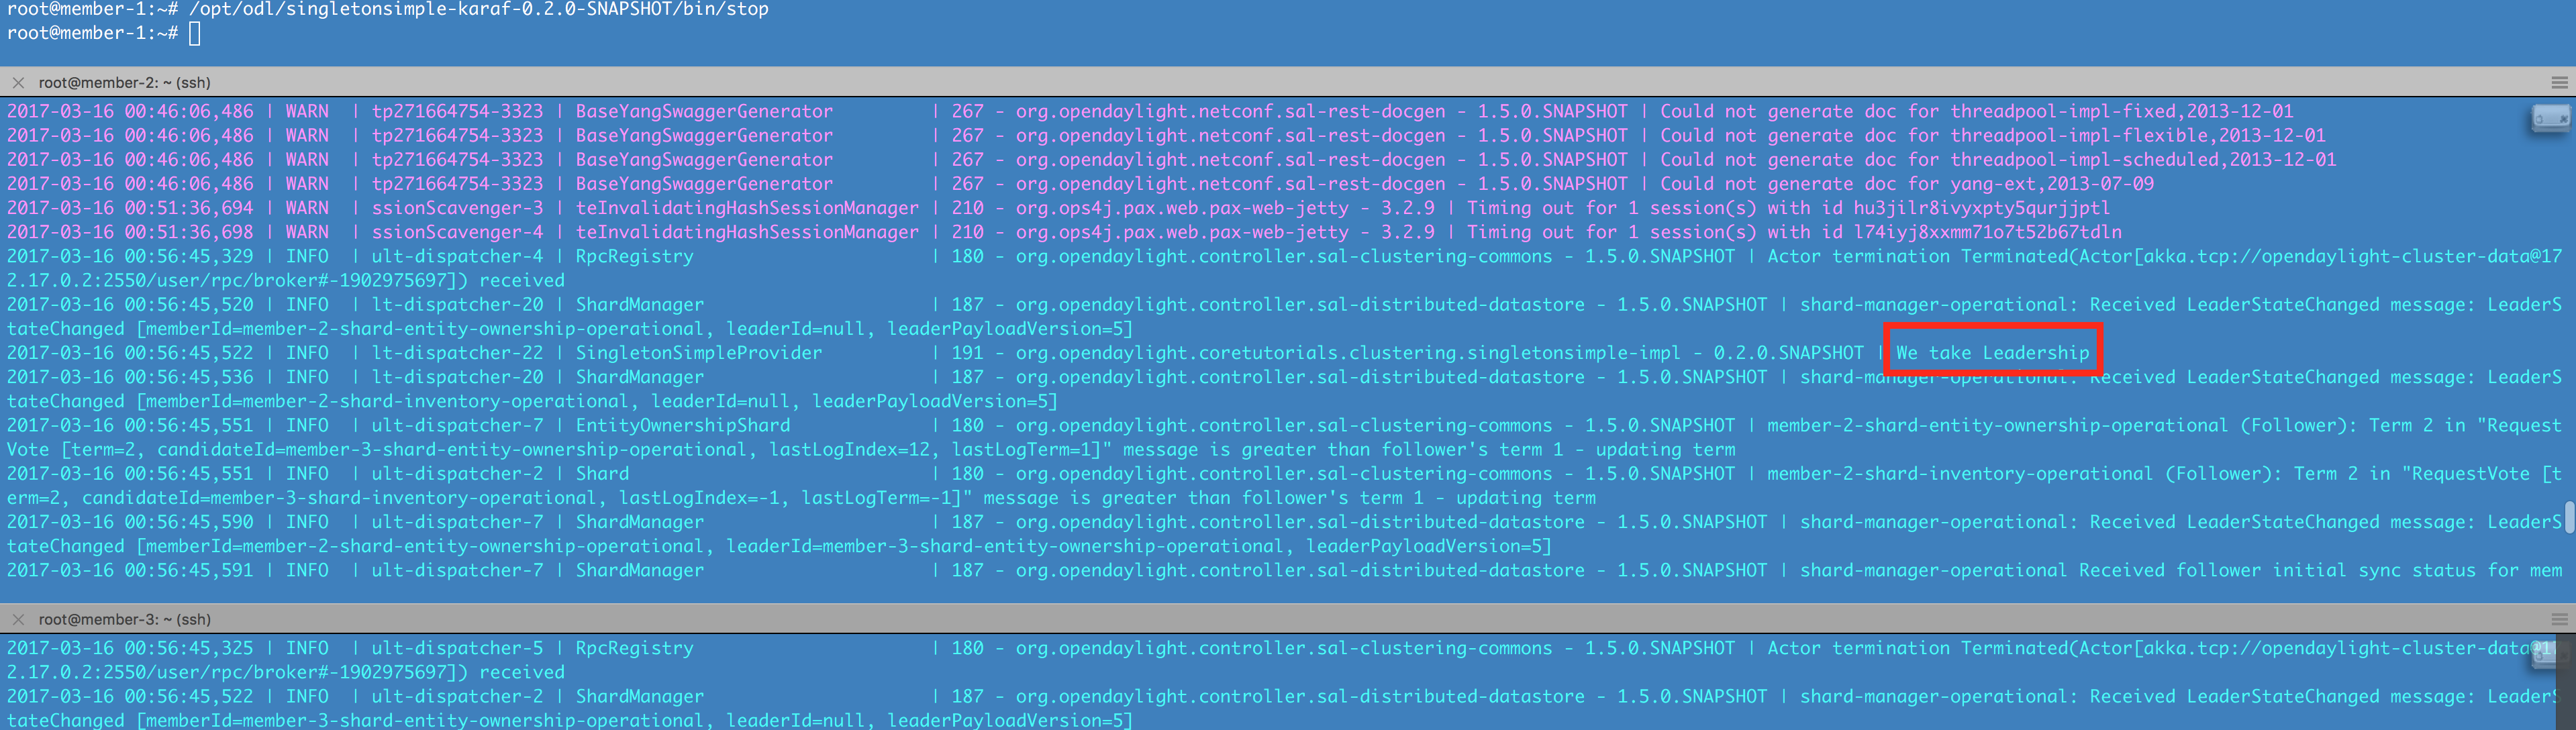 root@member-1:~# /opt/odl/singletonsimple-karaf-0.2.0-SNAPSHOT/bin/stop
root@member-1:~#
root@member-2: ~ (ssh)
2017-03-16 00:46:06,486 | WARN  | tp271664754-3323 | BaseYangSwaggerGenerator         | 267 - org.opendaylight.netconf.sal-rest-docgen - 1.5.0.SNAPSHOT | Could not generate doc for threadpool-impl-fixed,2013-12-01
2017-03-16 00:46:06,486 | WARN  | tp271664754-3323 | BaseYangSwaggerGenerator         | 267 - org.opendaylight.netconf.sal-rest-docgen - 1.5.0.SNAPSHOT | Could not generate doc for threadpool-impl-flexible,2013-12-01
2017-03-16 00:46:06,486 | WARN  | tp271664754-3323 | BaseYangSwaggerGenerator         | 267 - org.opendaylight.netconf.sal-rest-docgen - 1.5.0.SNAPSHOT | Could not generate doc for threadpool-impl-scheduled,2013-12-01
2017-03-16 00:46:06,486 | WARN  | tp271664754-3323 | BaseYangSwaggerGenerator         | 267 - org.opendaylight.netconf.sal-rest-docgen - 1.5.0.SNAPSHOT | Could not generate doc for yang-ext,2013-07-09
2017-03-16 00:51:36,694 | WARN  | ssionScavenger-3 | teInvalidatingHashSessionManager | 210 - org.ops4j.pax.web.pax-web-jetty - 3.2.9 | Timing out for 1 session(s) with id hu3jilr8ivyxpty5qurjjptl
2017-03-16 00:51:36,698 | WARN  | ssionScavenger-4 | teInvalidatingHashSessionManager | 210 - org.ops4j.pax.web.pax-web-jetty - 3.2.9 | Timing out for 1 session(s) with id l74iyj8xxmm71o7t52b67tdln
2017-03-16 00:56:45,329 | INFO  | ult-dispatcher-4 | RpcRegistry                      | 180 - org.opendaylight.controller.sal-clustering-commons - 1.5.0.SNAPSHOT | Actor termination Terminated(Actor[akka.tcp://opendaylight-cluster-data@17
2.17.0.2:2550/user/rpc/broker#-1902975697]) received
2017-03-16 00:56:45,520 | INFO  | lt-dispatcher-20 | ShardManager                     | 187 - org.opendaylight.controller.sal-distributed-datastore - 1.5.0.SNAPSHOT | shard-manager-operational: Received LeaderStateChanged message: LeaderS
tateChanged [memberId=member-2-shard-entity-ownership-operational, leaderId=null, leaderPayloadVersion=5]
2017-03-16 00:56:45,522 | INFO  | lt-dispatcher-22 | SingletonSimpleProvider          | 191 - org.opendaylight.coretutorials.clustering.singletonsimple-impl - 0.2.0.SNAPSHOT | We take Leadership
2017-03-16 00:56:45,536 | INFO  | lt-dispatcher-20 | ShardManager                     | 187 - org.opendaylight.controller.sal-distributed-datastore - 1.5.0.SNAPSHOT | shard-manager-operational: Received LeaderStateChanged message: LeaderS
tateChanged [memberId=member-2-shard-inventory-operational, leaderId=null, leaderPayloadVersion=5]
2017-03-16 00:56:45,551 | INFO  | ult-dispatcher-7 | EntityOwnershipShard             | 180 - org.opendaylight.controller.sal-clustering-commons - 1.5.0.SNAPSHOT | member-2-shard-entity-ownership-operational (Follower): Term 2 in "Request
Vote [term=2, candidateId=member-3-shard-entity-ownership-operational, lastLogIndex=12, lastLogTerm=1]" message is greater than follower's term 1 - updating term
2017-03-16 00:56:45,551 | INFO  | ult-dispatcher-2 | Shard                            | 180 - org.opendaylight.controller.sal-clustering-commons - 1.5.0.SNAPSHOT | member-2-shard-inventory-operational (Follower): Term 2 in "RequestVote [t
erm=2, candidateId=member-3-shard-inventory-operational, lastLogIndex=-1, lastLogTerm=-1]" message is greater than follower's term 1 - updating term
2017-03-16 00:56:45,590 | INFO  | ult-dispatcher-7 | ShardManager                     | 187 - org.opendaylight.controller.sal-distributed-datastore - 1.5.0.SNAPSHOT | shard-manager-operational: Received LeaderStateChanged message: LeaderS
tateChanged [memberId=member-2-shard-entity-ownership-operational, leaderId=member-3-shard-entity-ownership-operational, leaderPayloadVersion=5]
2017-03-16 00:56:45,591 | INFO  | ult-dispatcher-7 | ShardManager                     | 187 - org.opendaylight.controller.sal-distributed-datastore - 1.5.0.SNAPSHOT | shard-manager-operational Received follower initial sync status for mem
root@member-3: ~ (ssh)
2017-03-16 00:56:45,325 | INFO  | ult-dispatcher-5 | RpcRegistry                      | 180 - org.opendaylight.controller.sal-clustering-commons - 1.5.0.SNAPSHOT | Actor termination Terminated(Actor[akka.tcp://opendaylight-cluster-data@17
2.17.0.2:2550/user/rpc/broker#-1902975697]) received
2017-03-16 00:56:45,522 | INFO  | ult-dispatcher-2 | ShardManager                     | 187 - org.opendaylight.controller.sal-distributed-datastore - 1.5.0.SNAPSHOT | shard-manager-operational: Received LeaderStateChanged message: LeaderS
tateChanged [memberId=member-3-shard-entity-ownership-operational, leaderId=null, leaderPayloadVersion=5]